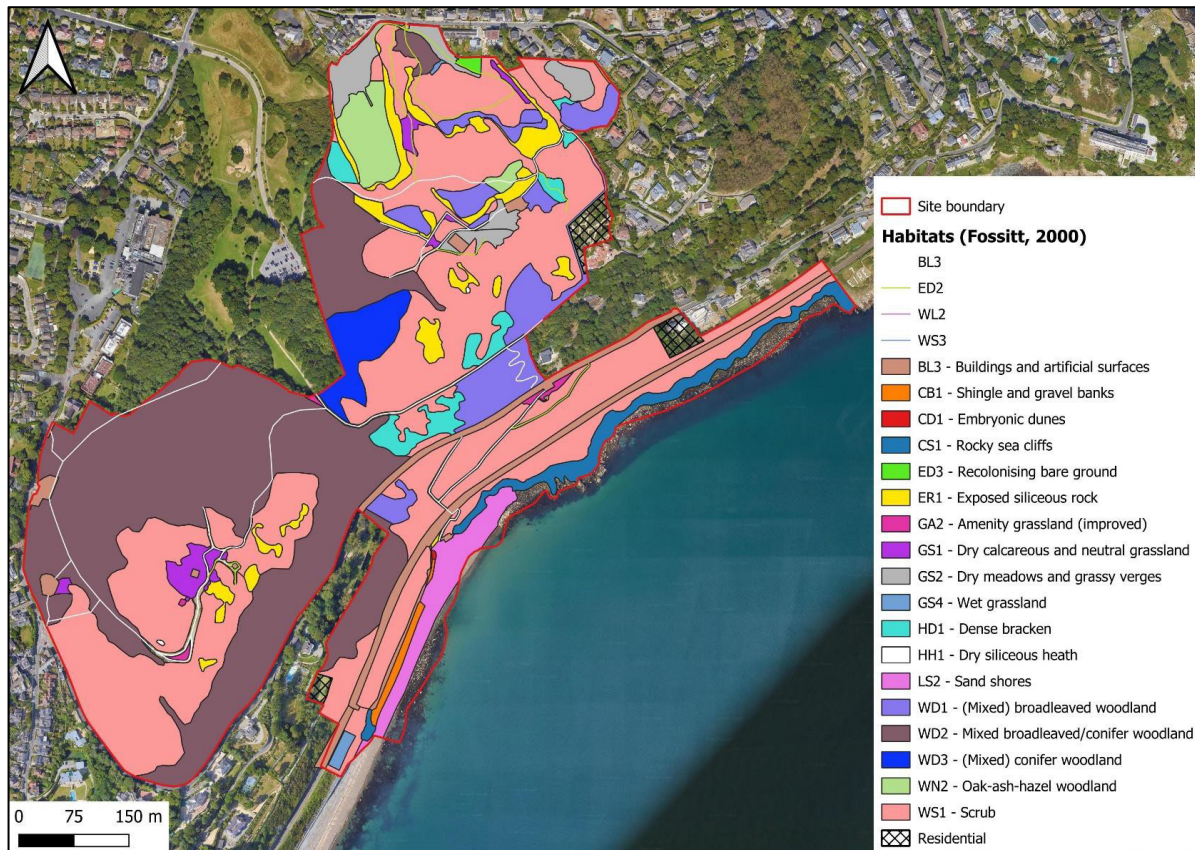 Site boundary
Habitats (Fossitt, 2000)
BL3
ED2
WL2
WS3
BL3 - Buildings and artificial surfaces
CB1 - Shingle and gravel banks
CD1 - Embryonic dunes
CS1 - Rocky sea cliffs
ED3 - Recolonising bare ground
ER1 - Exposed siliceous rock
GA2 - Amenity grassland (improved)
GS1 - Dry calcareous and neutral grassland
GS2 - Dry meadows and grassy verges
GS4 - Wet grassland
HD1 - Dense bracken
HH1 - Dry siliceous heath
LS2 - Sand shores
WD1 - (Mixed) broadleaved woodland
WD2 - Mixed broadleaved/conifer woodland
WD3 - (Mixed) conifer woodland
WN2 - Oak-ash-hazel woodland
WS1 - Scrub
Residential
0 75 150 m